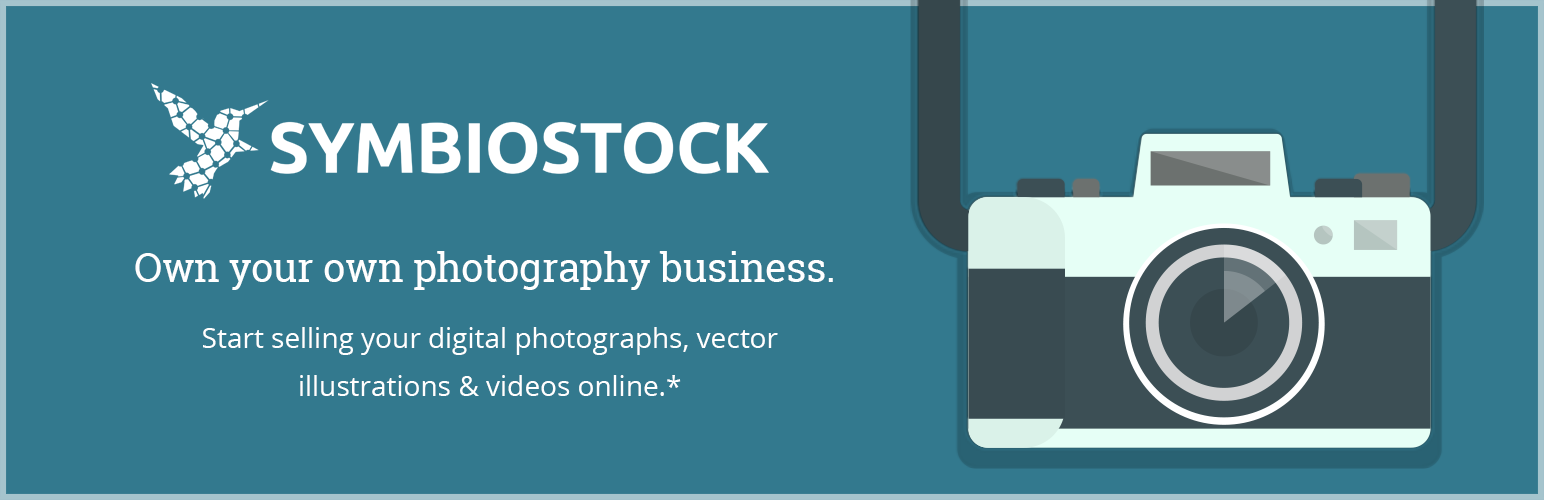 SYMBIOSTOCK
Own your own photography business.
Start selling your digital photographs, vector
illustrations & videos online.*